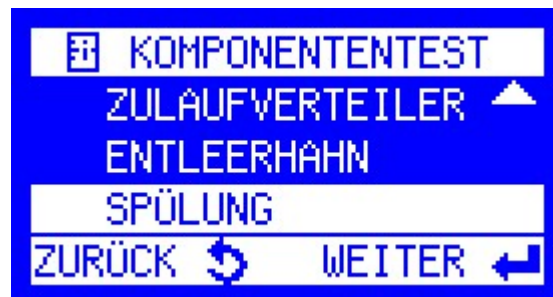 KOMPONENTENTEST
ZULAUFVERTEILER
ENTLEERHAHN
SPÜLUNG
ZURÜCK WEITER